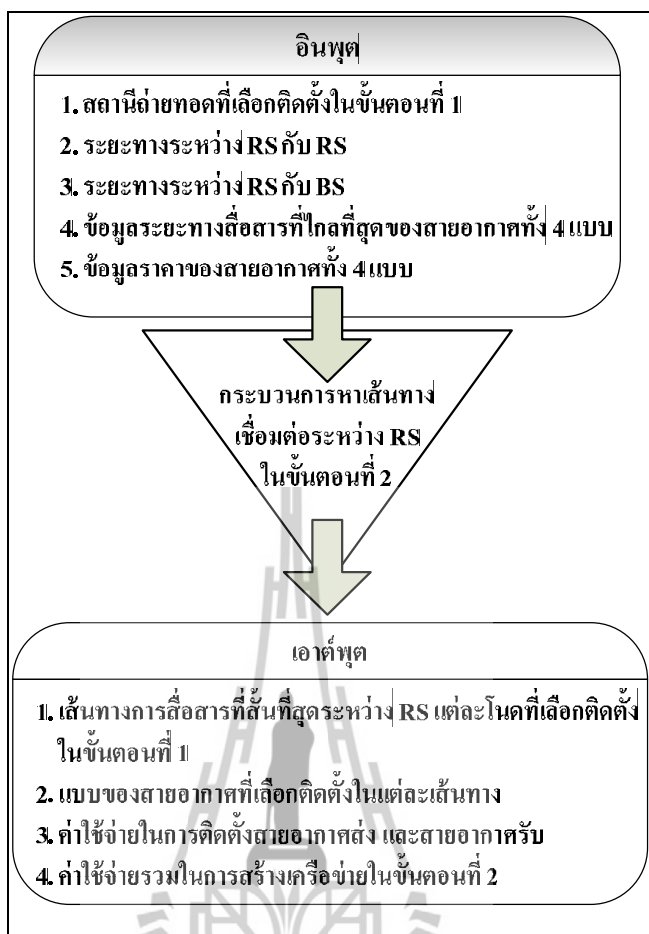 อินพุต
1. สถานีถ่ายทอดที่เลือกติดตั้งในขั้นตอนที่ 1
2. ระยะทางระหว่าง RS กับ RS
3. ระยะทางระหว่าง RS กับ BS
4. ข้อมูลระยะทางสื่อสารที่ไกลที่สุดของสายอากาศทั้ง 4 แบบ
5. ข้อมูลราคาของสายอากาศทั้ง 4 แบบ
กระบวนการหาเส้นทาง
เชื่อมต่อระหว่าง RS
ในขั้นตอนที่ 2
เอาต์พุต
1. เส้นทางการสื่อสารที่สั้นที่สุดระหว่าง RS แต่ละโนดที่เลือกติดตั้ง
ในขั้นตอนที่ 1
2. แบบของสายอากาศที่เลือกติดตั้งในแต่ละเส้นทาง
3. ค่าใช้จ่ายในการติดตั้งสายอากาศส่ง และสายอากาศรับ
4. ค่าใช้จ่ายรวมในการสร้างเครือข่ายในขั้นตอนที่ 2